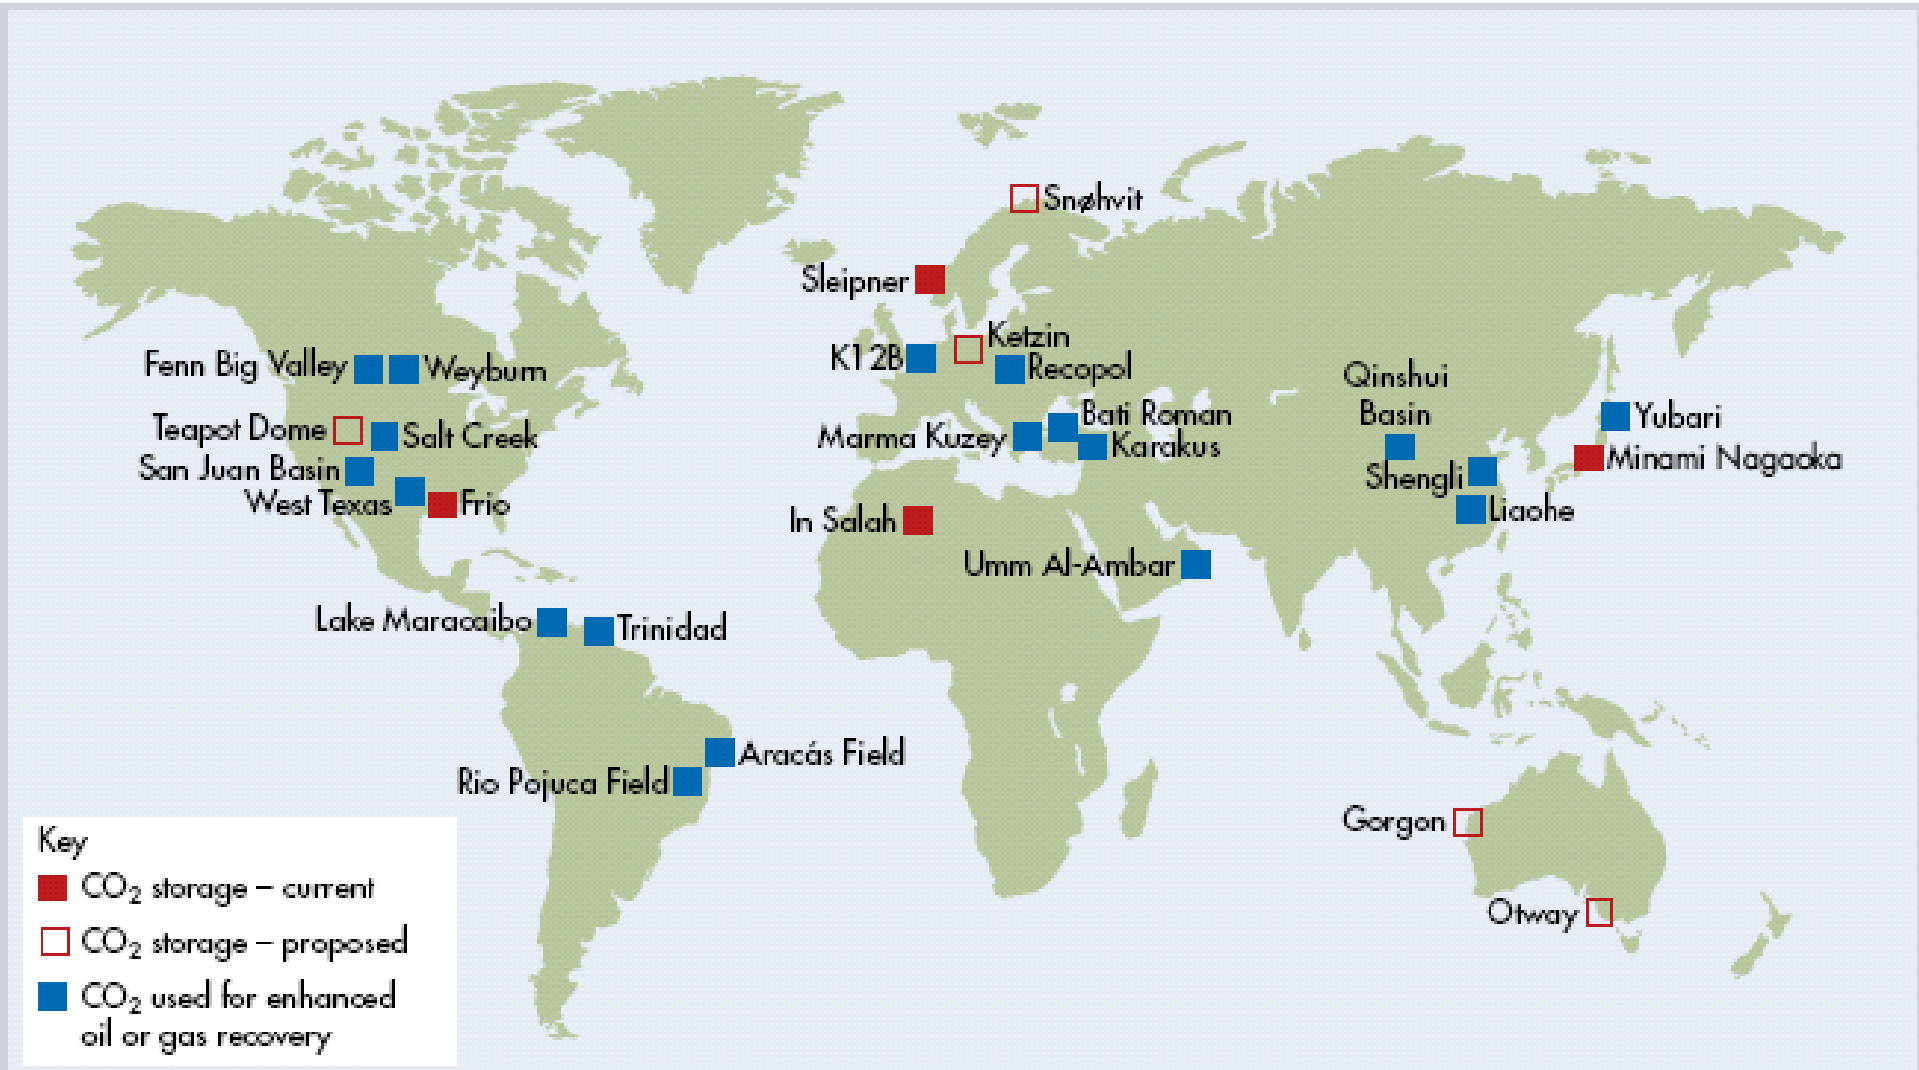 Snøhvit
Sleipner
Ketzin
K12B
Recopol
Fenn Big Valley
Weyburn
Qinshui
Basin
Teapot Dome
Salt Creek
Bati Roman
Yubari
Marma Kuzey
Karakus
San Juan Basin
Minami Nagaoka
Shengli
West Texas
Frio
Liaohe
In Salah
Umm Al-Ambar
Lake Maracaibo
Trinidad
Aracás Field
Rio Pojuca Field
Gorgon
Otway
Key
CO₂ storage – current
CO₂ storage – proposed
CO₂ used for enhanced
oil or gas recovery